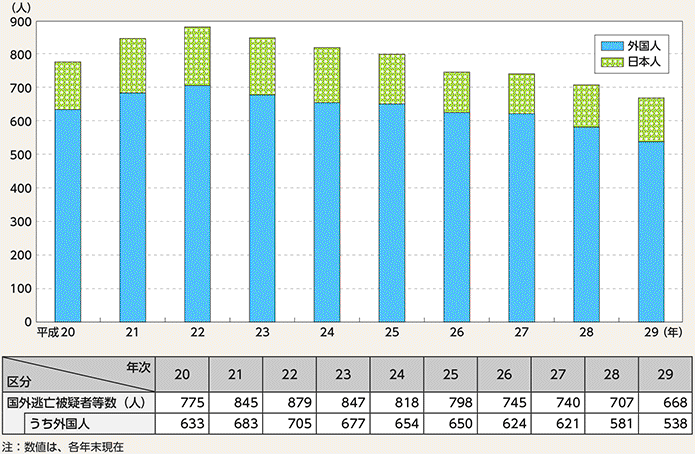 (人)
900
800
700
600
500
400
300
200
100
0
外国人
日本人
平成20 21 22 23 24 25 26 27 28 29 (年)
年次
区分
20 21 22 23 24 25 26 27 28 29
国外逃亡被疑者等数(人) 775 845 879 847 818 798 745 740 707 668
うち外国人 633 683 705 677 654 650 624 621 581 538
注:数値は、各年末現在